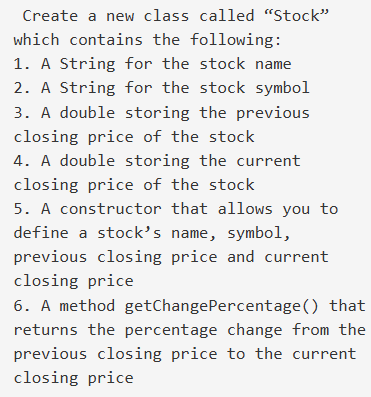 Create a new class called “Stock”
which contains the following:
1. A String for the stock name
2. A String for the stock symbol
3. A double storing the previous
closing price of the stock
4. A double storing the current
closing price of the stock
5. A constructor that allows you to
define a stock’s name, symbol,
previous closing price and current
closing price
6. A method getChangePercentage() that
returns the percentage change from the
previous closing price to the current
closing price